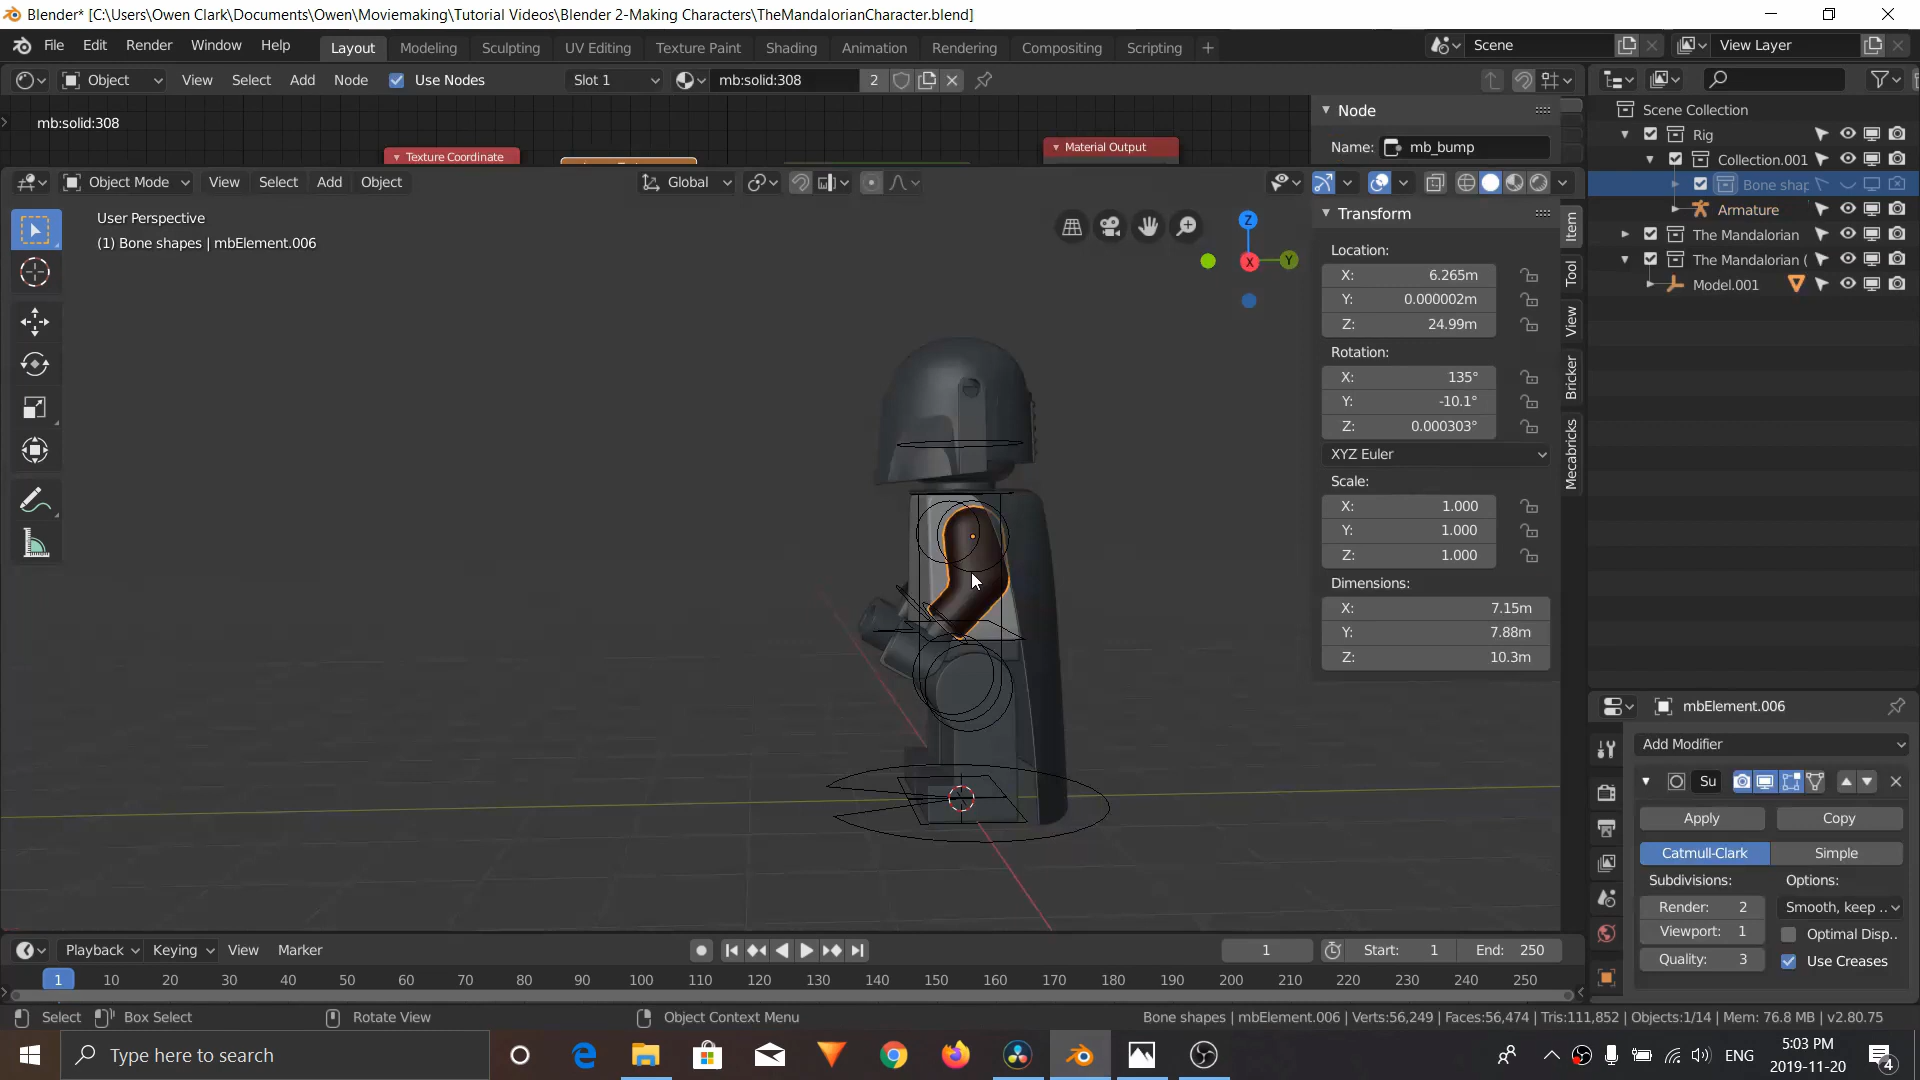 Blender* [C:\Users\Owen Clark\Documents\Owen\Moviemaking\Tutorial Videos\Blender 2-Making Characters\TheMandalorianCharacter.blend]
File Edit Render Window Help Layout Modeling Sculpting UV Editing Texture Paint Shading Animation Rendering Compositing Scripting + Scene View Layer
Object View Select Add Node Use Nodes Slot 1 mb:solid:308 2
mb:solid:308
Texture Coordinate
Material Output
Node
Name: mb_bump
Object Mode View Select Add Object Global
User Perspective
(1) Bone shapes | mbElement.006
Z
X
Y
Transform
Location:
X: 6.265m
Y: 0.000002m
Z: 24.99m
Rotation:
X: 135°
Y: -10.1°
Z: 0.000303°
XYZ Euler
Scale:
X: 1.000
Y: 1.000
Z: 1.000
Dimensions:
X: 7.15m
Y: 7.88m
Z: 10.3m
Item
Tool
View
Bricker
Mecabricks
Scene Collection
Rig
Collection.001
Bone shap
Armature
The Mandalorian
The Mandalorian (
Model.001
mbElement.006
Add Modifier
Su
Apply Copy
Catmull-Clark Simple
Subdivisions: Options:
Render: 2 Smooth, keep ..
Viewport: 1 Optimal Disp..
Quality: 3 Use Creases
Playback Keying View Marker 1 Start: 1 End: 250
1 10 20 30 40 50 60 70 80 90 100 110 120 130 140 150 160 170 180 190 200 210 220 230 240 250
Select Box Select Rotate View Object Context Menu Bone shapes | mbElement.006 | Verts:56,249 | Faces:56,474 | Tris:111,852 | Objects:1/14 | Mem: 76.8 MB | v2.80.75
Type here to search
ENG
5:03 PM
2019-11-20
4